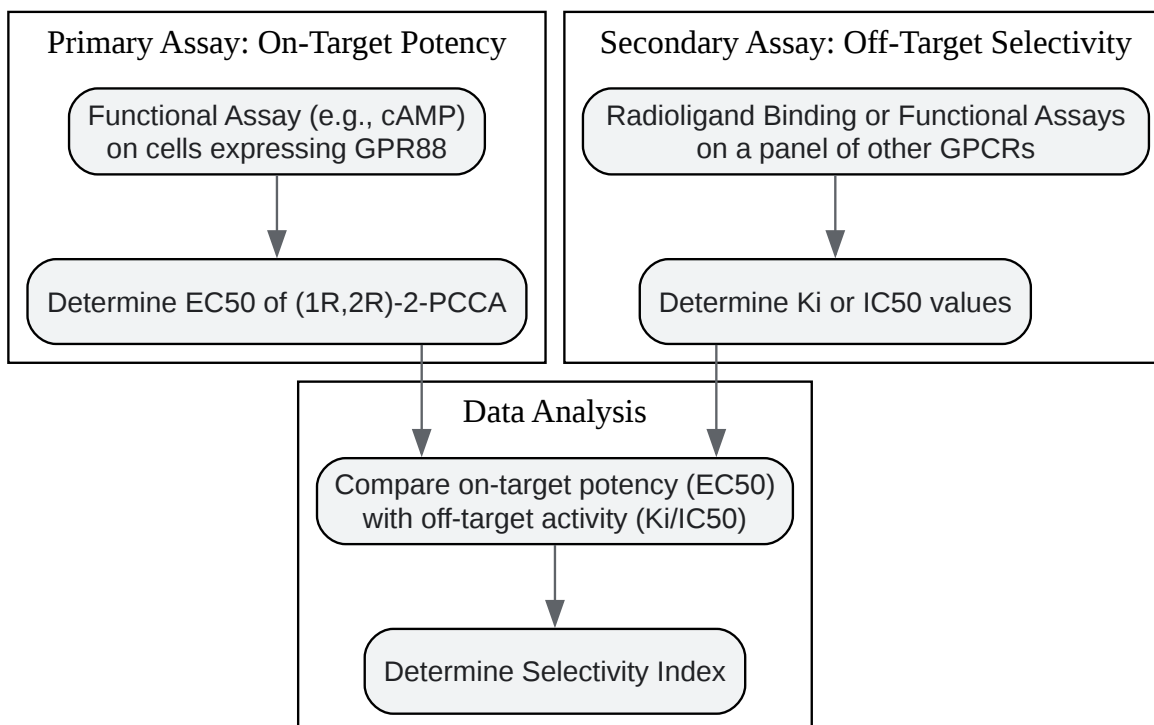 Primary Assay: On-Target Potency
Functional Assay (e.g., cAMP)
on cells expressing GPR88
Determine EC50 of (1R,2R)-2-PCCA
Secondary Assay: Off-Target Selectivity
Radioligand Binding or Functional Assays
on a panel of other GPCRs
Determine Ki or IC50 values
Data Analysis
Compare on-target potency (EC50)
with off-target activity (Ki/IC50)
Determine Selectivity Index